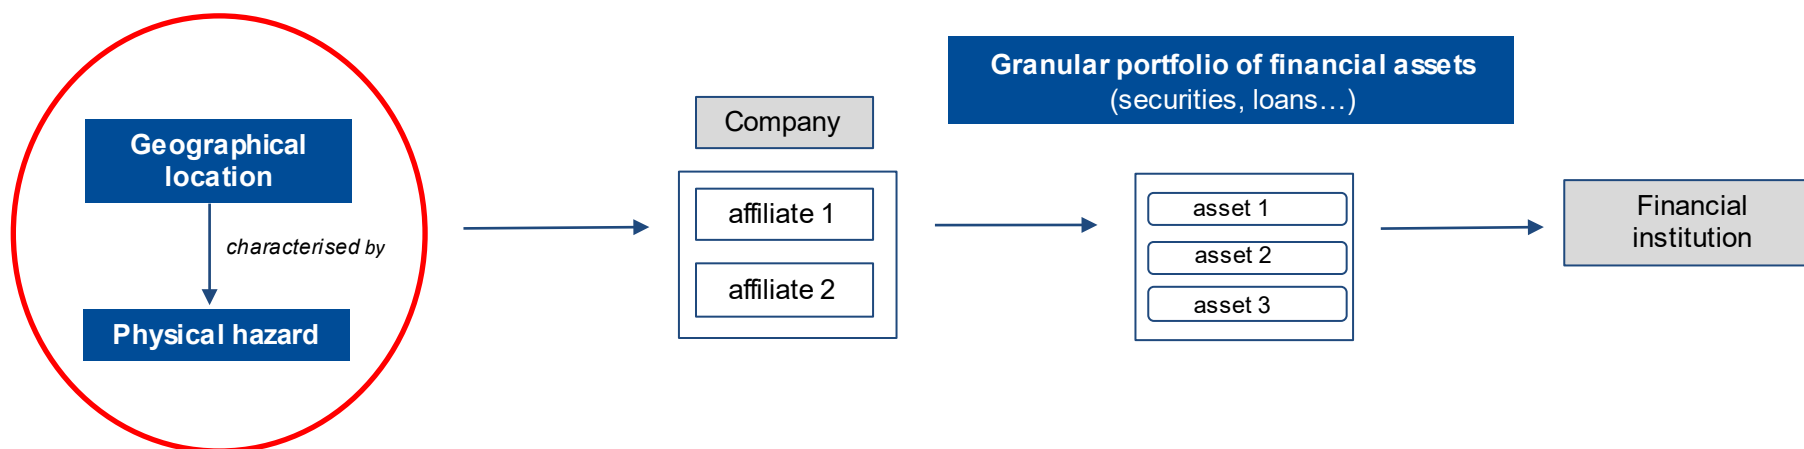 Geographical
location
characterised by
Physical hazard
Company
affiliate 1
affiliate 2
Granular portfolio of financial assets
(securities, loans…)
asset 1
asset 2
asset 3
Financial
institution